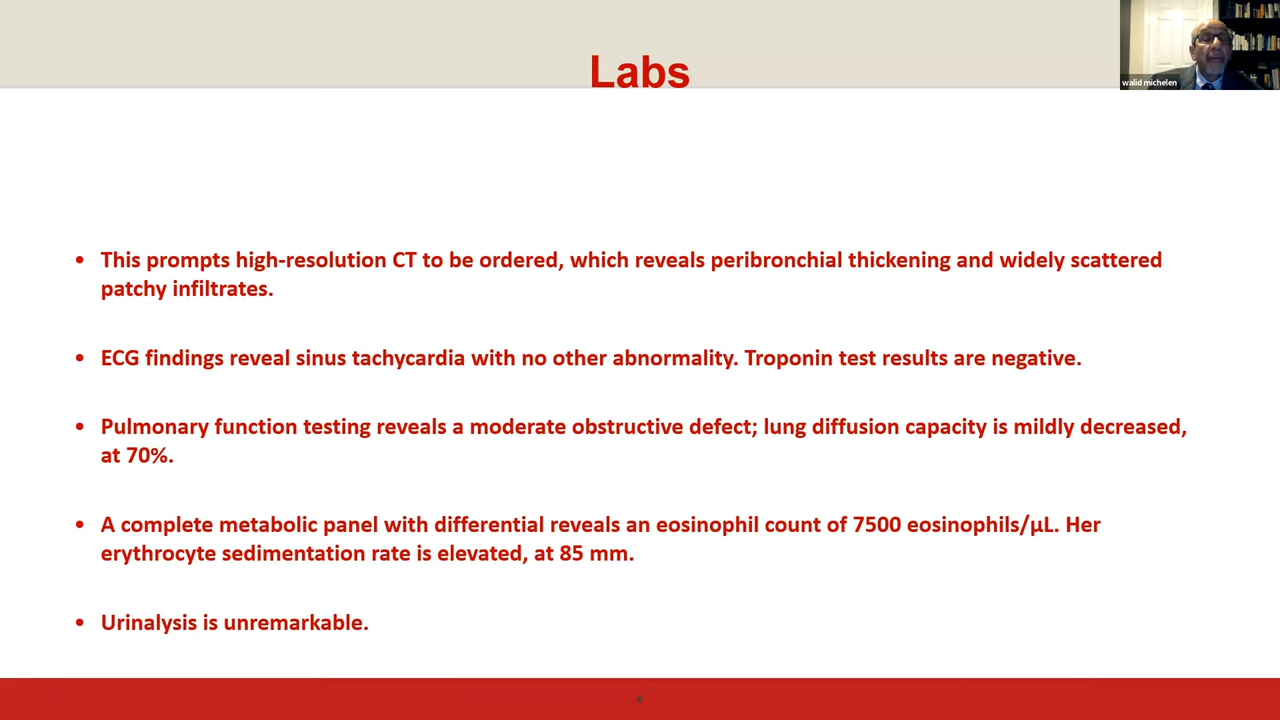 Labs
walid michelen
• This prompts high-resolution CT to be ordered, which reveals peribronchial thickening and widely scattered
patchy infiltrates.
• ECG findings reveal sinus tachycardia with no other abnormality. Troponin test results are negative.
• Pulmonary function testing reveals a moderate obstructive defect; lung diffusion capacity is mildly decreased,
at 70%.
• A complete metabolic panel with differential reveals an eosinophil count of 7500 eosinophils/µL. Her
erythrocyte sedimentation rate is elevated, at 85 mm.
• Urinalysis is unremarkable.